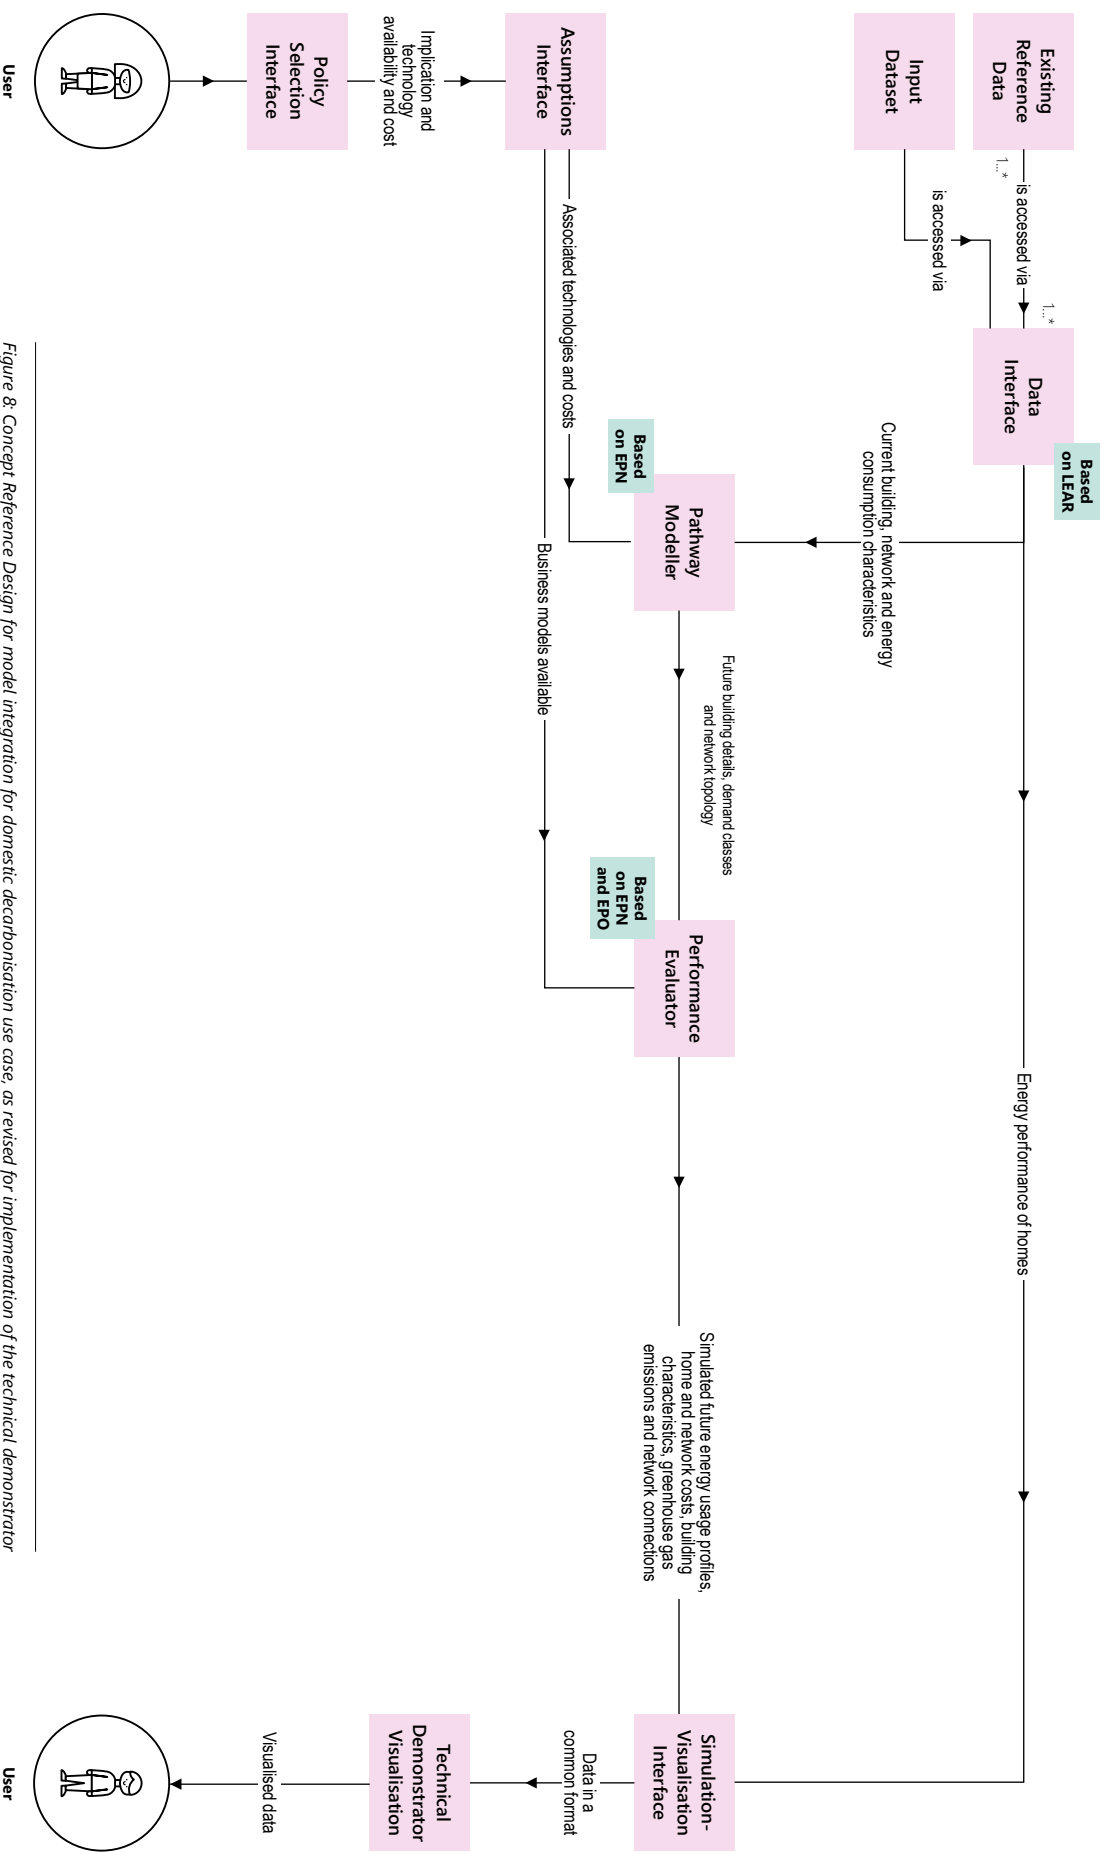 Existing
Reference
Data
1...*
is accessed via
1...*
Input
Dataset
is accessed via
Data
Interface
Based
on LEAR
Energy performance of homes
Current building, network and energy
consumption characteristics
Assumptions
Interface
Associated technologies and costs
Business models available
Based
on EPN
Pathway
Modeller
Future building details, demand classes
and network topology
Based
on EPN
and EPO
Performance
Evaluator
Simulated future energy usage profiles,
home and network costs, building
characteristics, greenhouse gas
emissions and network connections
Simulation-
Visualisation
Interface
Implication and
technology
availability and cost
Policy
Selection
Interface
Data in a
common format
Technical
Demonstrator
Visualisation
Visualised data
User
User
Figure 8: Concept Reference Design for model integration for domestic decarbonisation use case, as revised for implementation of the technical demonstrator